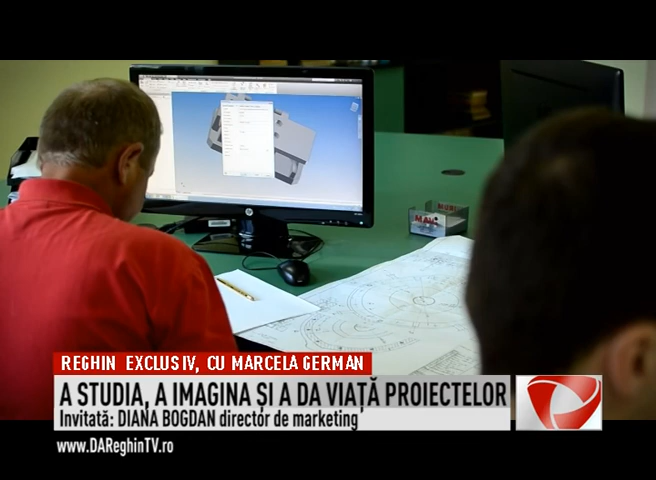 MAVI
REGHIN EXCLUSIV, CU MARCELA GERMAN
A STUDIA, A IMAGINA ȘI A DA VIAȚĂ PROIECTELOR
Invitată: DIANA BOGDAN director de marketing
www.DAReghinTV.ro